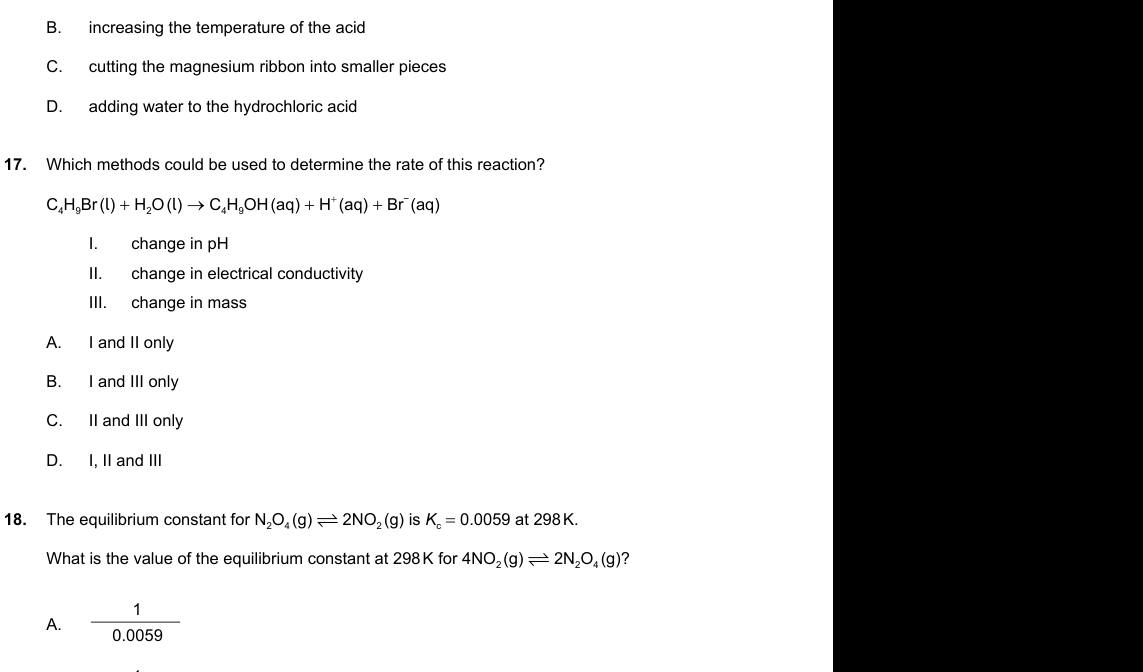 B. increasing the temperature of the acid
C. cutting the magnesium ribbon into smaller pieces
D. adding water to the hydrochloric acid
17. Which methods could be used to determine the rate of this reaction?
C₄H₉Br (l) + H₂O (l) → C₄H₉OH (aq) + H⁺ (aq) + Br⁻ (aq)
I. change in pH
II. change in electrical conductivity
III. change in mass
A. I and II only
B. I and III only
C. II and III only
D. I, II and III
18. The equilibrium constant for N₂O₄ (g) ⇌ 2NO₂ (g) is K꜀ = 0.0059 at 298 K.
What is the value of the equilibrium constant at 298 K for 4NO₂ (g) ⇌ 2N₂O₄ (g)?
1
A.
0.0059